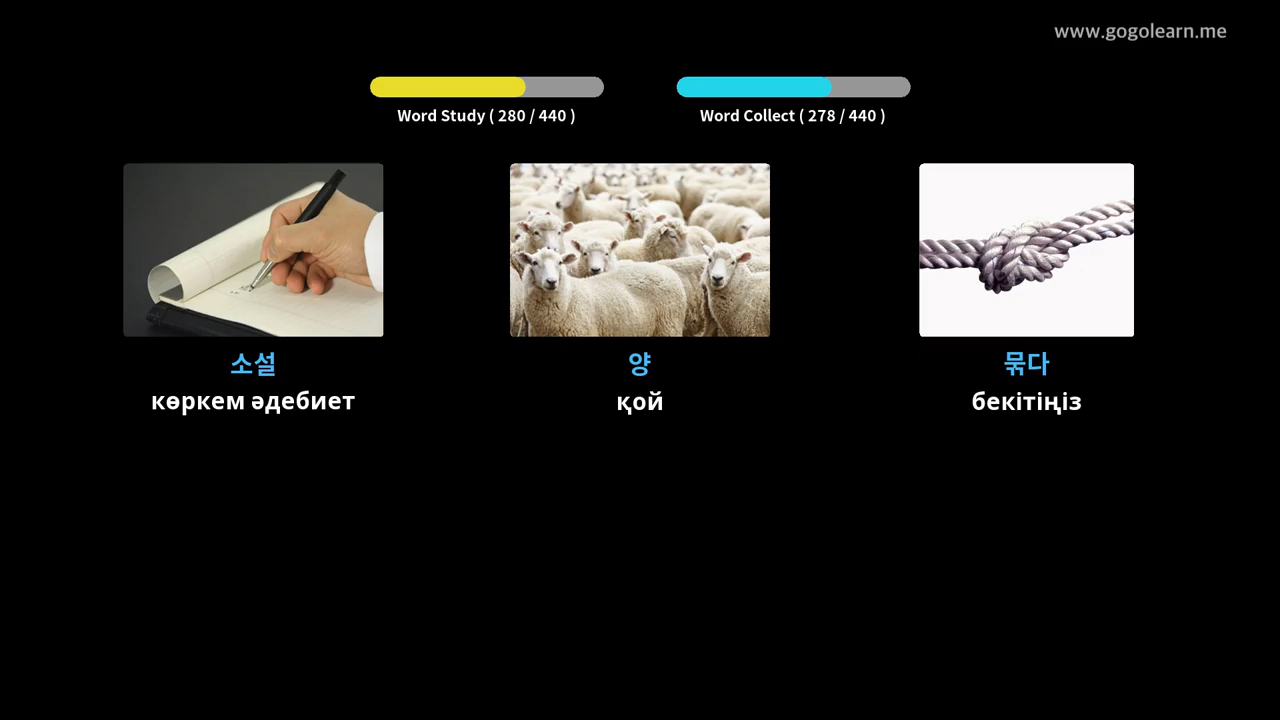 www.gogolearn.me
Word Study ( 280 / 440 )
Word Collect ( 278 / 440 )
소설
양
묶다
көркем әдебиет
қой
бекітіңіз